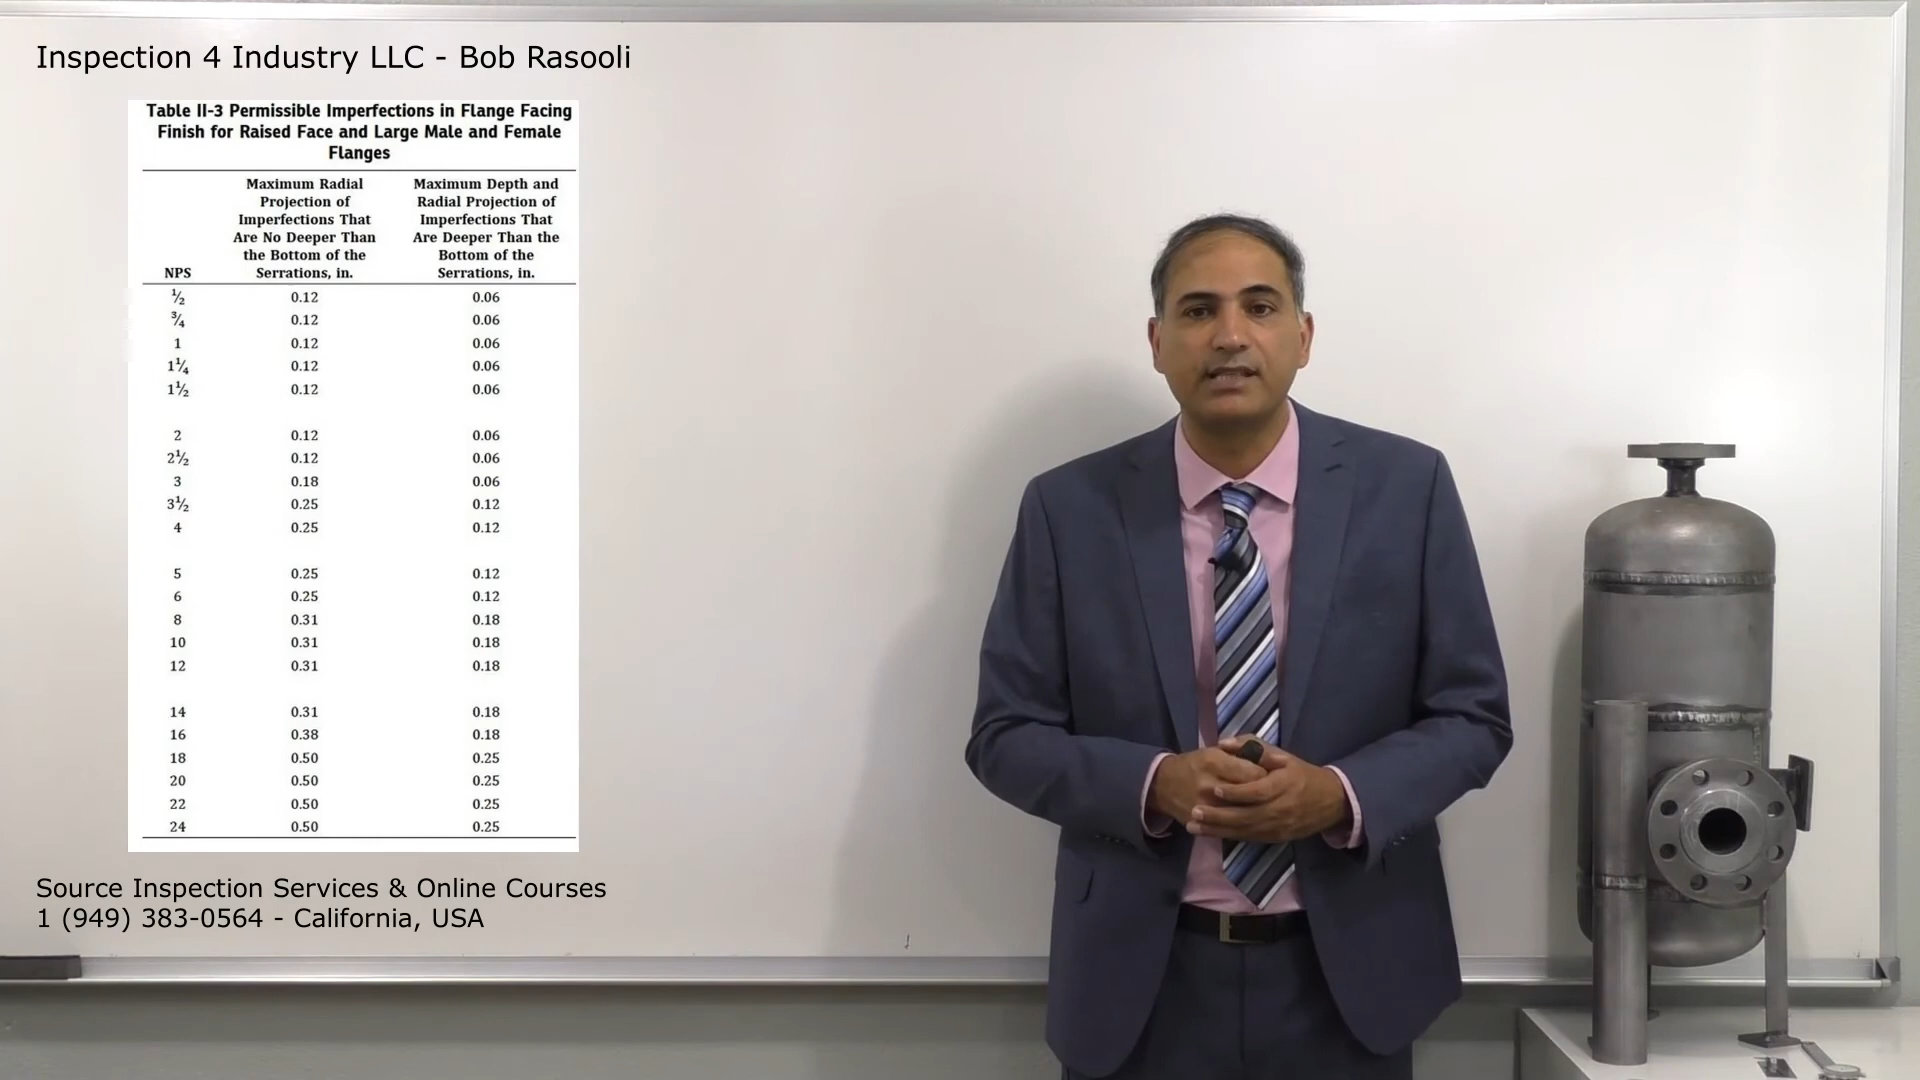 Inspection 4 Industry LLC - Bob Rasooli
Table II-3 Permissible Imperfections in Flange Facing
Finish for Raised Face and Large Male and Female
Flanges
NPS Maximum Radial Projection of Imperfections That Are No Deeper Than the Bottom of the Serrations, in. Maximum Depth and Radial Projection of Imperfections That Are Deeper Than the Bottom of the Serrations, in.
½ 0.12 0.06
¾ 0.12 0.06
1 0.12 0.06
1¼ 0.12 0.06
1½ 0.12 0.06
2 0.12 0.06
2½ 0.12 0.06
3 0.18 0.06
3½ 0.25 0.12
4 0.25 0.12
5 0.25 0.12
6 0.25 0.12
8 0.31 0.18
10 0.31 0.18
12 0.31 0.18
14 0.31 0.18
16 0.38 0.18
18 0.50 0.25
20 0.50 0.25
22 0.50 0.25
24 0.50 0.25
Source Inspection Services & Online Courses
1 (949) 383-0564 - California, USA